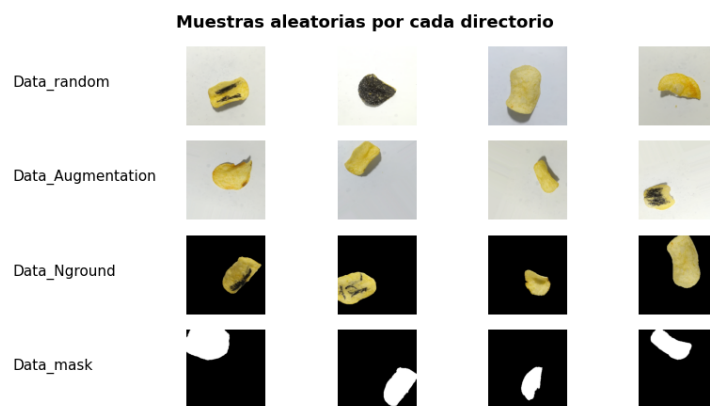 Muestras aleatorias por cada directorio
Data_random
Data_Augmentation
Data_Nground
Data_mask